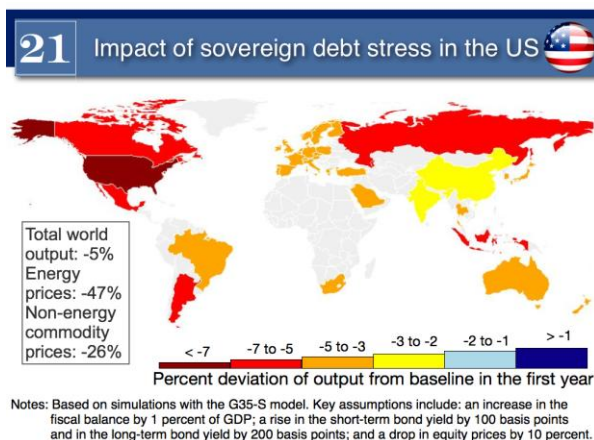 21 Impact of sovereign debt stress in the US
Total world
output: -5%
Energy
prices: -47%
Non-energy
commodity
prices: -26%
< -7
-7 to -5
-5 to -3
-3 to -2
-2 to -1
> -1
Percent deviation of output from baseline in the first year
Notes: Based on simulations with the G35-S model. Key assumptions include: an increase in the
fiscal balance by 1 percent of GDP; a rise in the short-term bond yield by 100 basis points
and in the long-term bond yield by 200 basis points; and a drop in equity prices by 10 percent.